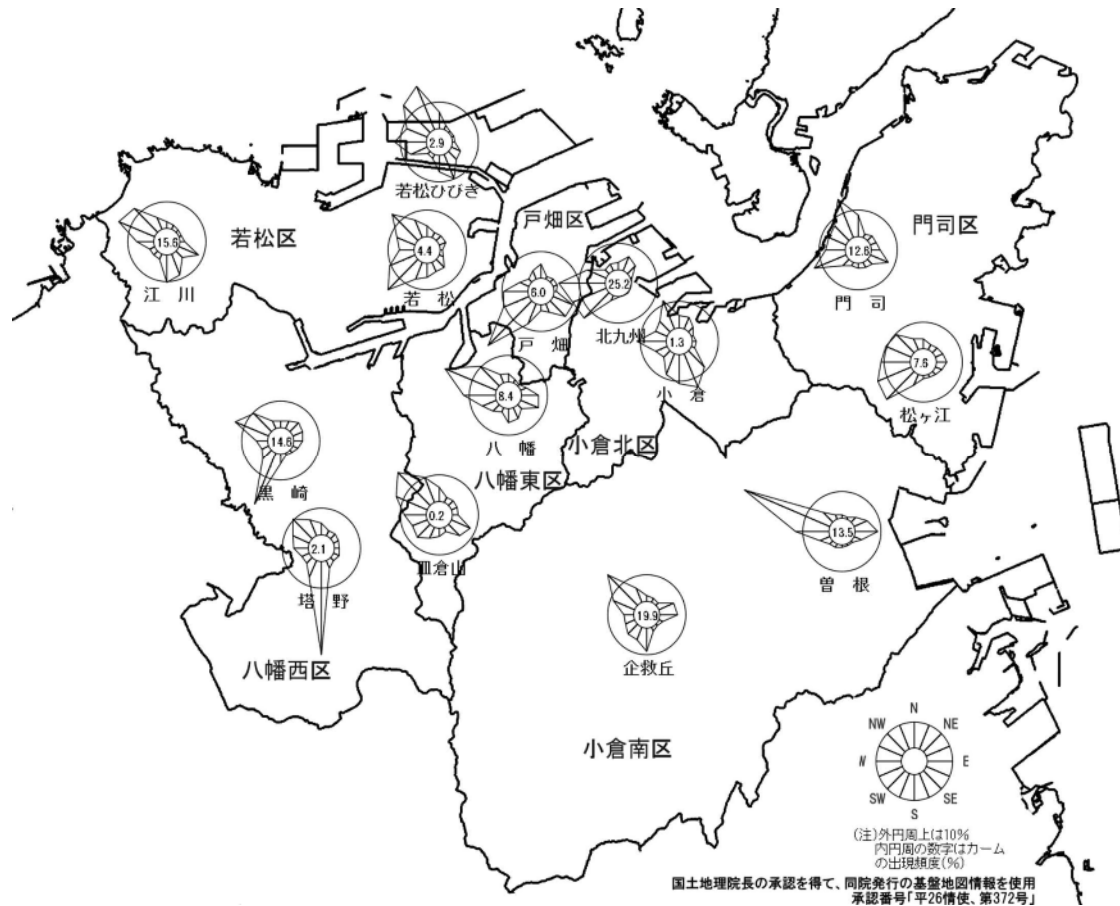 2.9
若松ひびき
戸畑区
門司区
若松区
15.6
江 川
4.4
若 松
12.8
門 司
6.0
戸 畑
25.2
北九州
1.3
小 倉
7.6
松ヶ江
8.4
八 幡
小倉北区
八幡東区
14.6
黒 崎
0.2
皿倉山
13.5
曽 根
2.1
塔 野
19.9
企救丘
八幡西区
小倉南区
N
NW NE
W E
SW SE
S
(注)外円周上は10%
内円周の数字はカーム
の出現頻度(%)
国土地理院長の承認を得て、同院発行の基盤地図情報を使用
承認番号「平26情使、第372号」